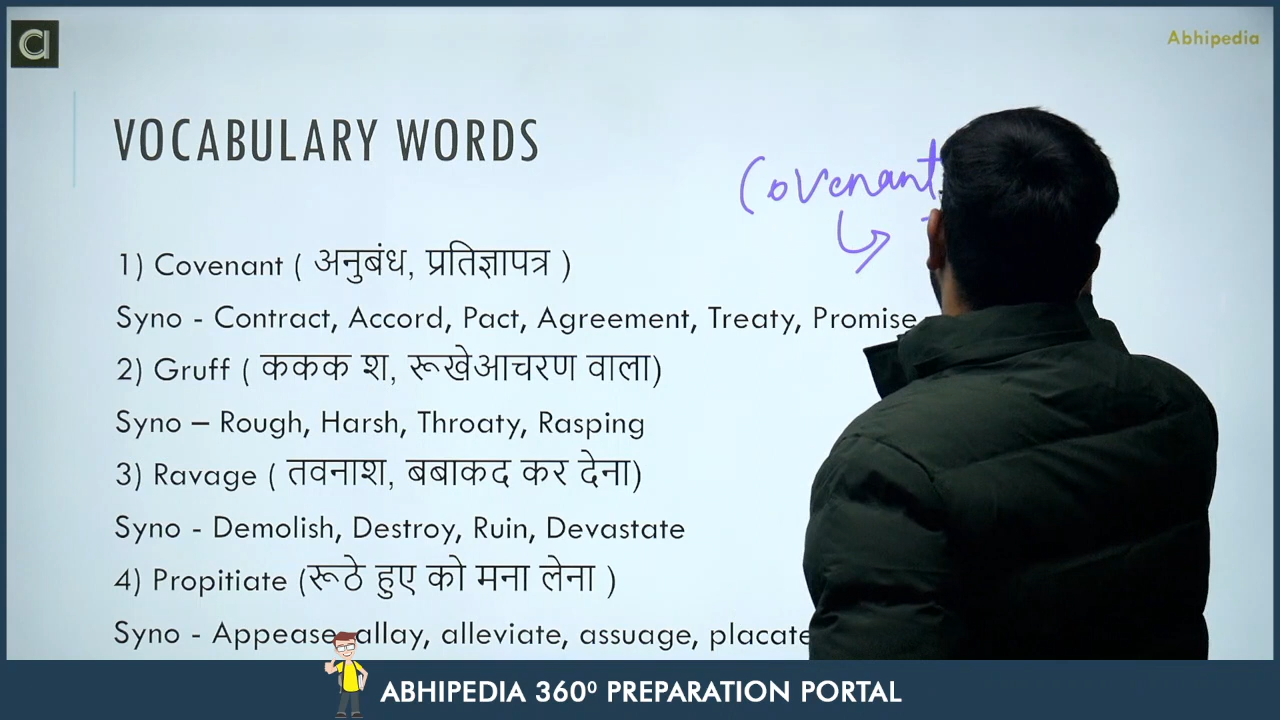 Abhipedia
VOCABULARY WORDS
Covenant
1) Covenant ( अनुबंध, प्रतिज्ञापत्र )
Syno - Contract, Accord, Pact, Agreement, Treaty, Promise
2) Gruff ( कककक श, रूखेआचरण वाला)
Syno – Rough, Harsh, Throaty, Rasping
3) Ravage ( तवनाश, बबाकद कर देना)
Syno - Demolish, Destroy, Ruin, Devastate
4) Propitiate (रूठे हुए को मना लेना )
Syno - Appease, allay, alleviate, assuage, placate
ABHIPEDIA 360⁰ PREPARATION PORTAL